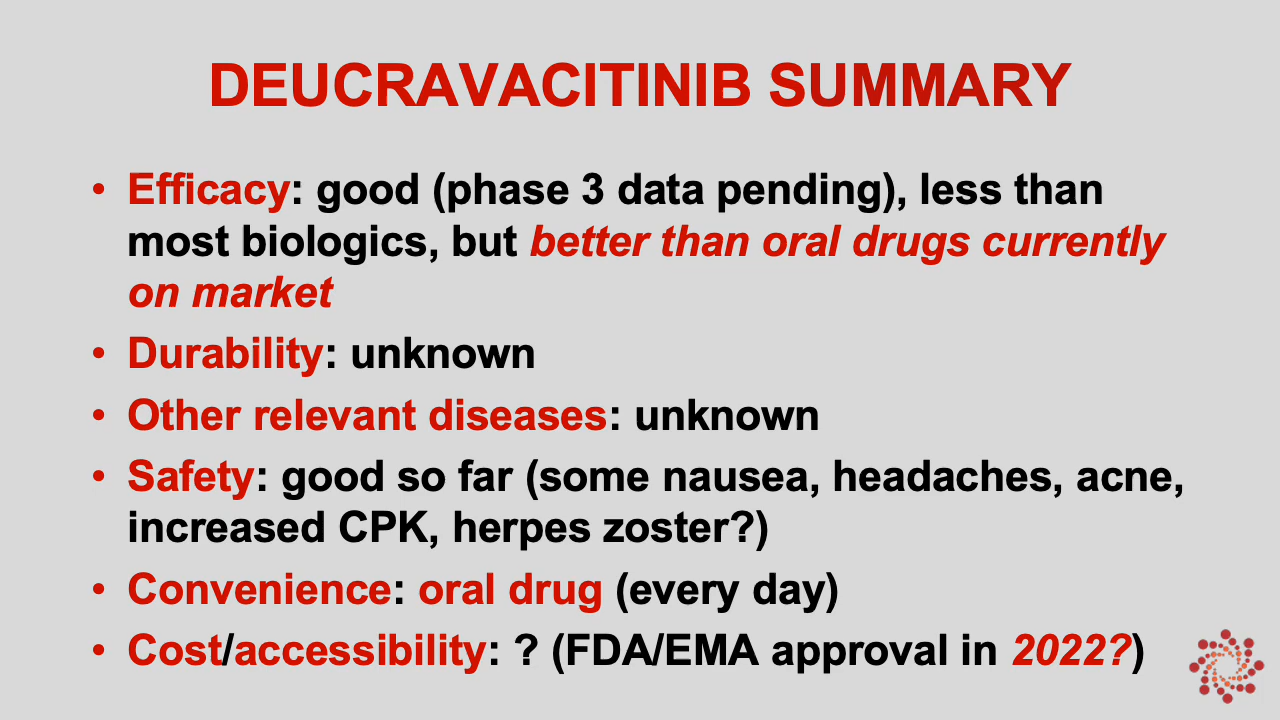 DEUCRAVACITINIB SUMMARY
• Efficacy: good (phase 3 data pending), less than
most biologics, but better than oral drugs currently
on market
• Durability: unknown
• Other relevant diseases: unknown
• Safety: good so far (some nausea, headaches, acne,
increased CPK, herpes zoster?)
• Convenience: oral drug (every day)
• Cost/accessibility: ? (FDA/EMA approval in 2022?)